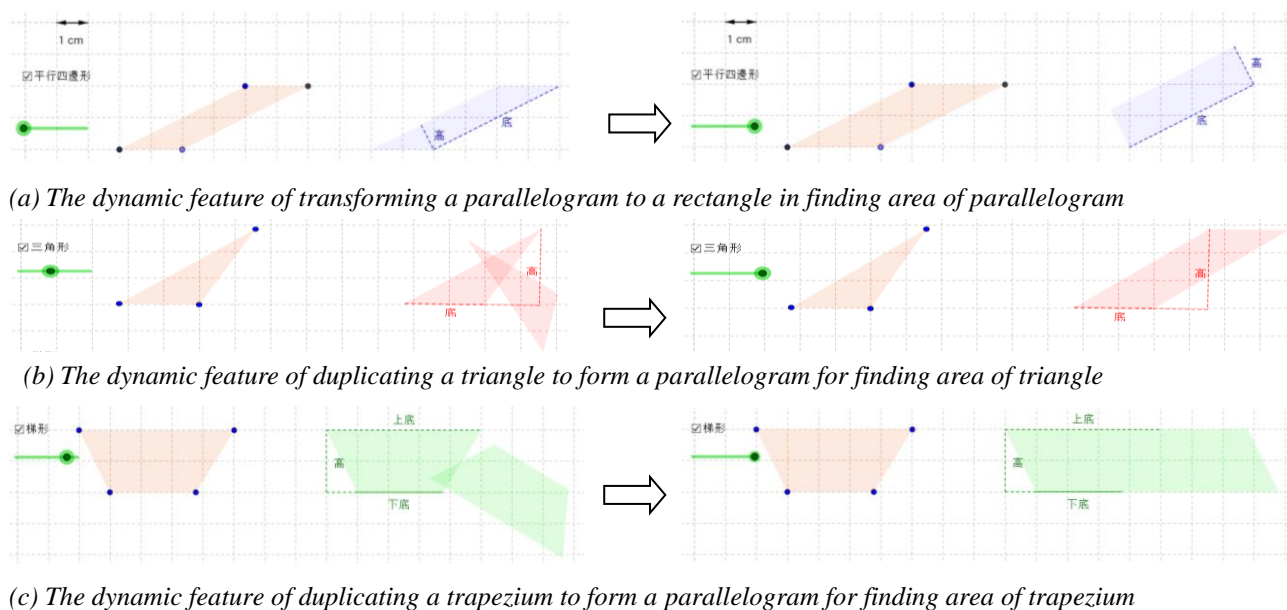 1 cm
1 cm
☑平行四邊形
☑平行四邊形
高
底
高
底
(a) The dynamic feature of transforming a parallelogram to a rectangle in finding area of parallelogram
☑三角形
☑三角形
高
底
高
底
(b) The dynamic feature of duplicating a triangle to form a parallelogram for finding area of triangle
☑梯形
☑梯形
上底
高
下底
上底
高
下底
(c) The dynamic feature of duplicating a trapezium to form a parallelogram for finding area of trapezium